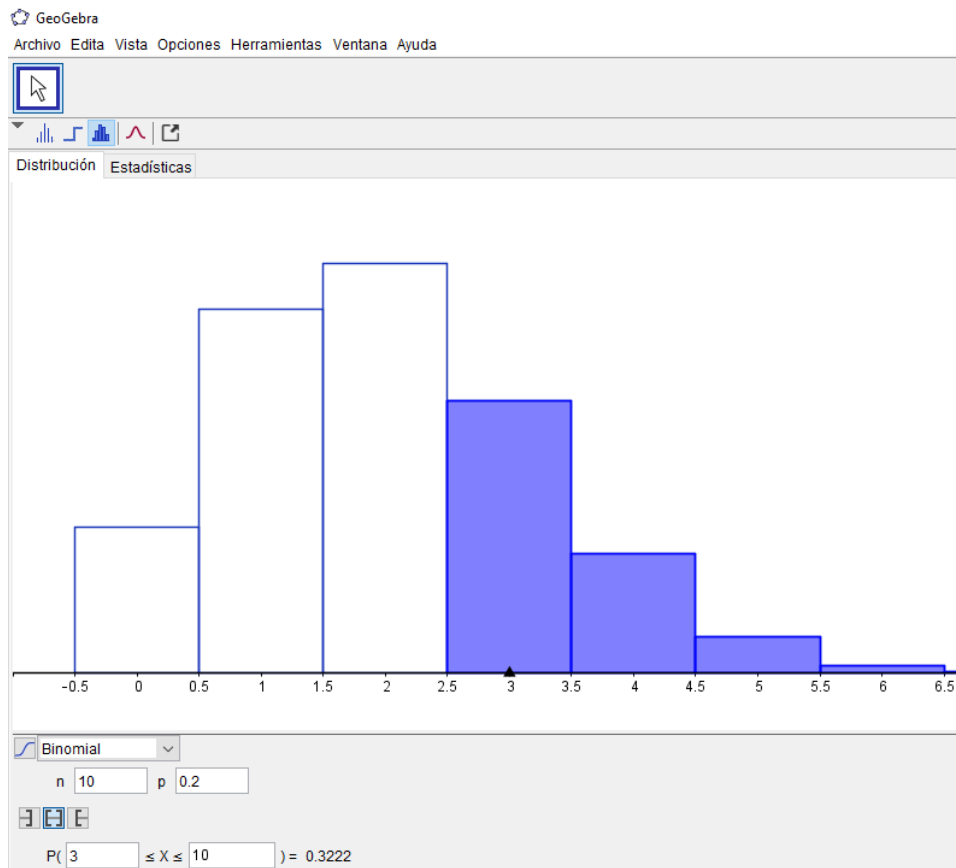 GeoGebra
Archivo Edita Vista Opciones Herramientas Ventana Ayuda
Distribución Estadísticas
-0.5 0 0.5 1 1.5 2 2.5 3 3.5 4 4.5 5 5.5 6 6.5
Binomial
n 10 p 0.2
P( 3 ≤ X ≤ 10 ) = 0.3222